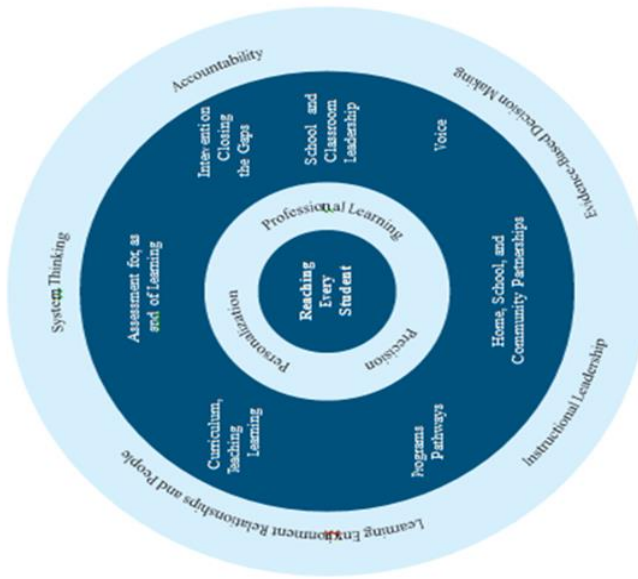 System Thinking
Accountability
Evidence-Based Decision Making
Instructional Leadership
Learning Environment Relationships and People
Assessment for, as
and of Learning
Intervention
Closing
the Gaps
School and
Classroom
Leadership
Voice
Home, School, and
Community Partnerships
Programs
Pathways
Curriculum,
Teaching
Learning
Personalization
Professional Learning
Precision
Reaching
Every
Student